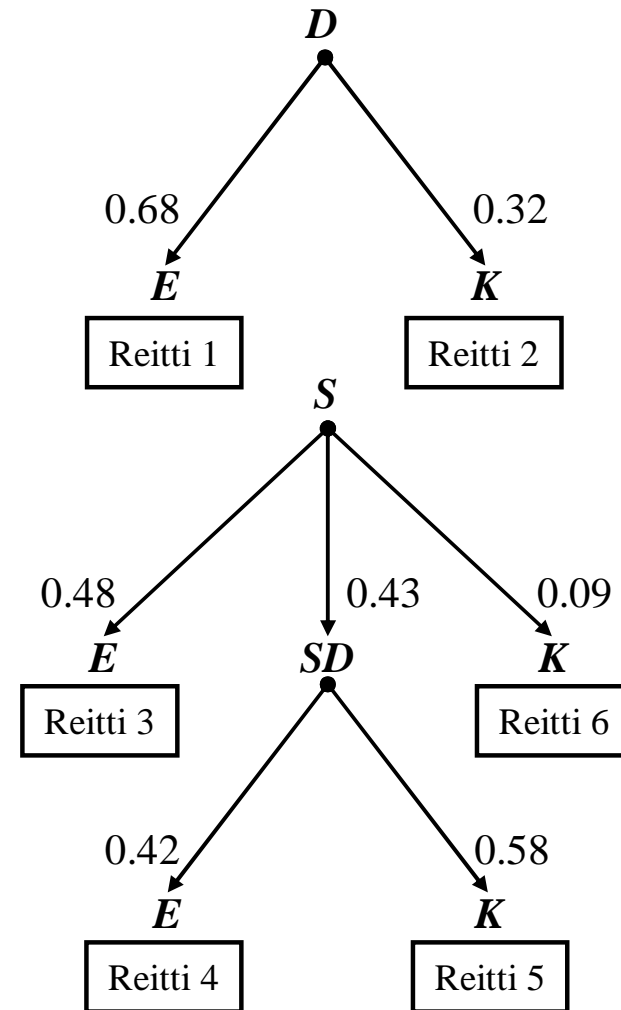 D
0.68 0.32
E K
Reitti 1 Reitti 2
S
0.48 0.43 0.09
E SD K
Reitti 3 Reitti 6
0.42 0.58
E K
Reitti 4 Reitti 5